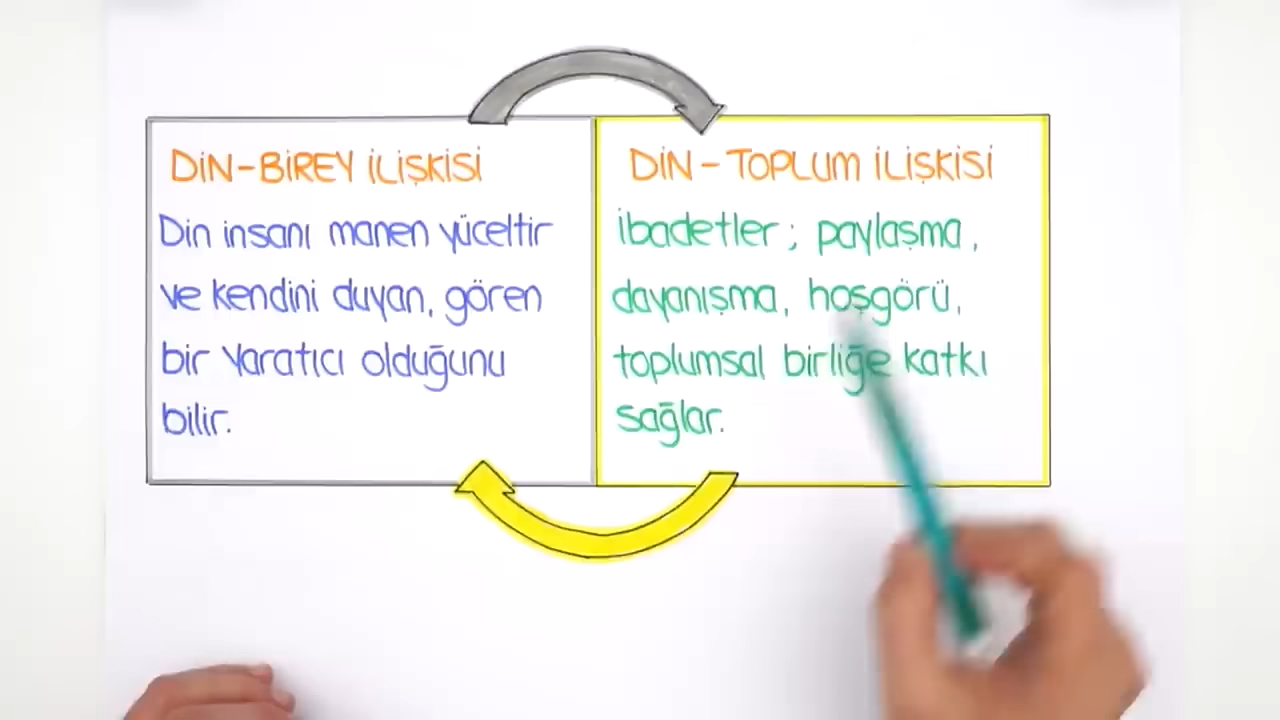 DİN-BİREY İLİŞKİSİ
Din insanı manen yüceltir
ve kendini duyan, gören
bir Yaratıcı olduğunu
bilir.
DİN-TOPLUM İLİŞKİSİ
İbadetler; paylaşma,
dayanışma, hoşgörü,
toplumsal birliğe katkı
sağlar.